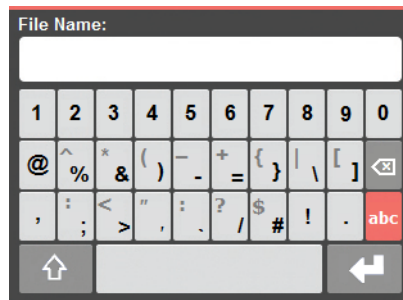 File Name:
1 2 3 4 5 6 7 8 9 0
@ ^ % * & ( ) _ - + = { } | \ [ ]
, : ; < > " , : . ? / $ # ! . abc